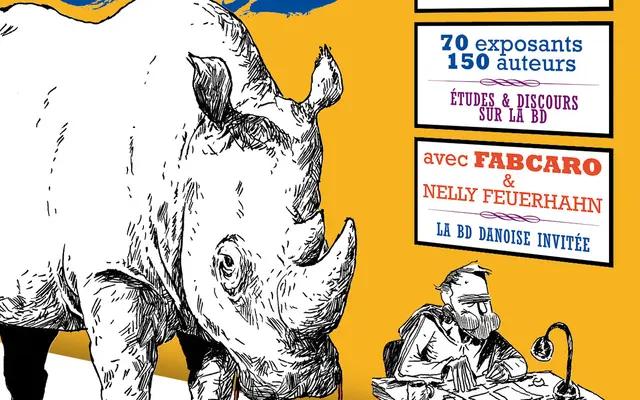 70 exposants
150 auteurs
ÉTUDES & DISCOURS
SUR LA BD
avec FABCARO
&
NELLY FEUERHAHN
LA BD DANOISE INVITÉE